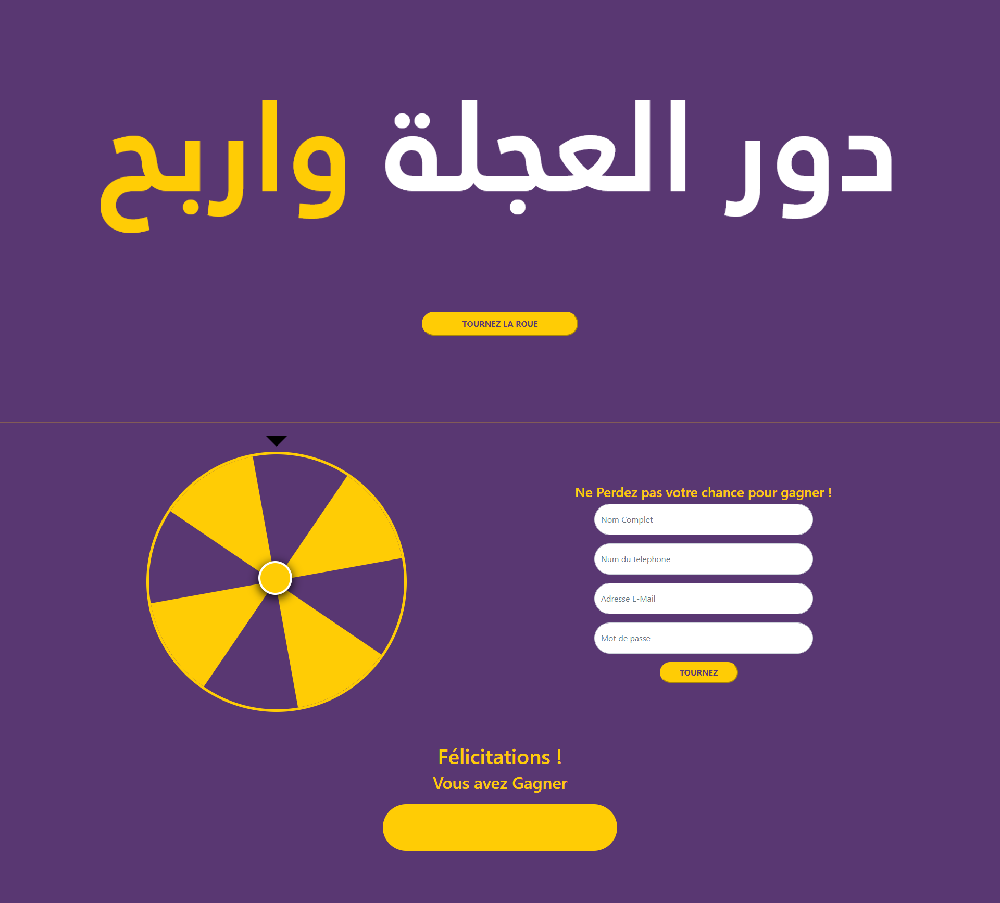 دور العجلة واربح
TOURNEZ LA ROUE
Ne Perdez pas votre chance pour gagner !
Nom Complet
Num du telephone
Adresse E-Mail
Mot de passe
TOURNEZ
Félicitations !
Vous avez Gagner